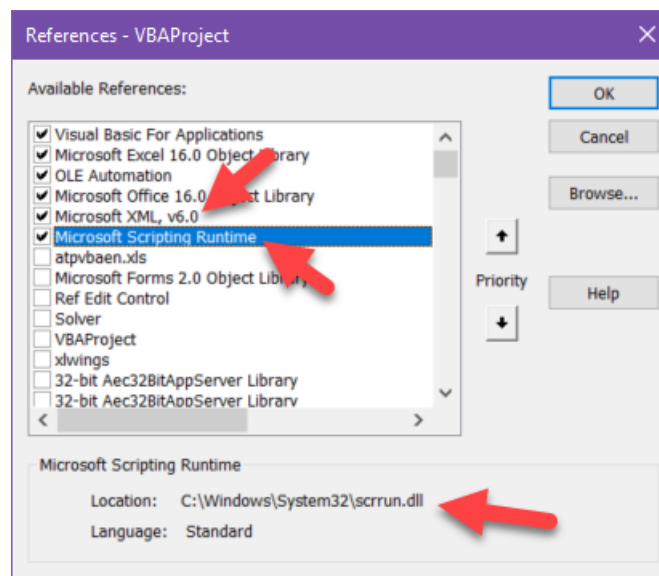 References - VBAProject
Available References:
Visual Basic For Applications
Microsoft Excel 16.0 Object Library
OLE Automation
Microsoft Office 16.0 Object Library
Microsoft XML, v6.0
Microsoft Scripting Runtime
atpvbaen.xls
Microsoft Forms 2.0 Object Library
Ref Edit Control
Solver
VBAProject
xlwings
32-bit Aec32BitAppServer Library
32-bit Aec32BitAppServer Library
OK
Cancel
Browse...
Priority
Help
Microsoft Scripting Runtime
Location: C:\Windows\System32\scrrun.dll
Language: Standard